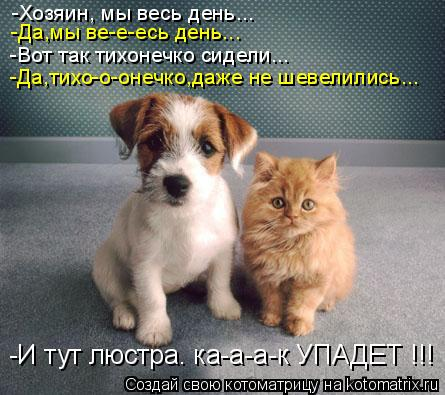 -Хозяин, мы весь день...
-Да,мы ве-е-есь день...
-Вот так тихонечко сидели...
-Да,тихо-о-онечко,даже не шевелились...
-И тут люстра. ка-а-а-к УПАДЕТ !!!
Создай свою котоматрицу на kotomatrix.ru